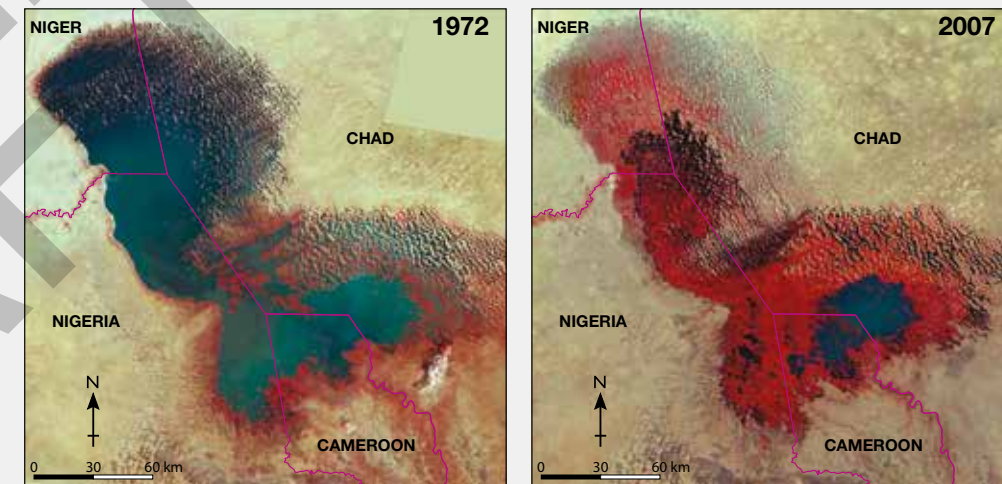 NIGER
1972
CHAD
NIGERIA
N
CAMEROON
0 30 60 km
NIGER
2007
CHAD
NIGERIA
N
CAMEROON
0 30 60 km